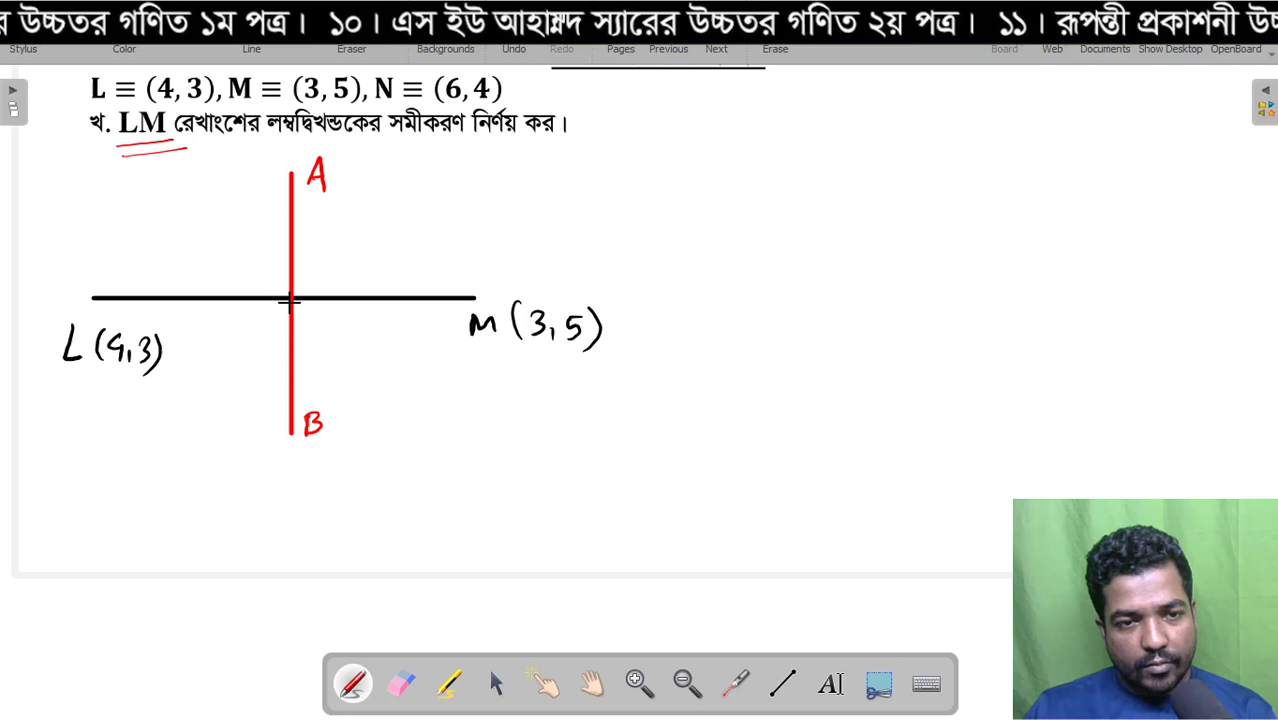 র উচ্চতর গণিত ১ম পত্র। ১০। এস ইউ আহাম্মদ স্যারের উচ্চতর গণিত ২য় পত্র। ১১। রূপন্তী প্রকাশনী উচ
Stylus Color Line Eraser Backgrounds Undo Redo Pages Previous Next Erase Board Web Documents Show Desktop OpenBoard
L ≡ (4, 3), M ≡ (3, 5), N ≡ (6, 4)
খ. LM রেখাংশের লম্বদ্বিখন্ডকের সমীকরণ নির্ণয় কর।
A
M (3, 5)
L (4,3)
B